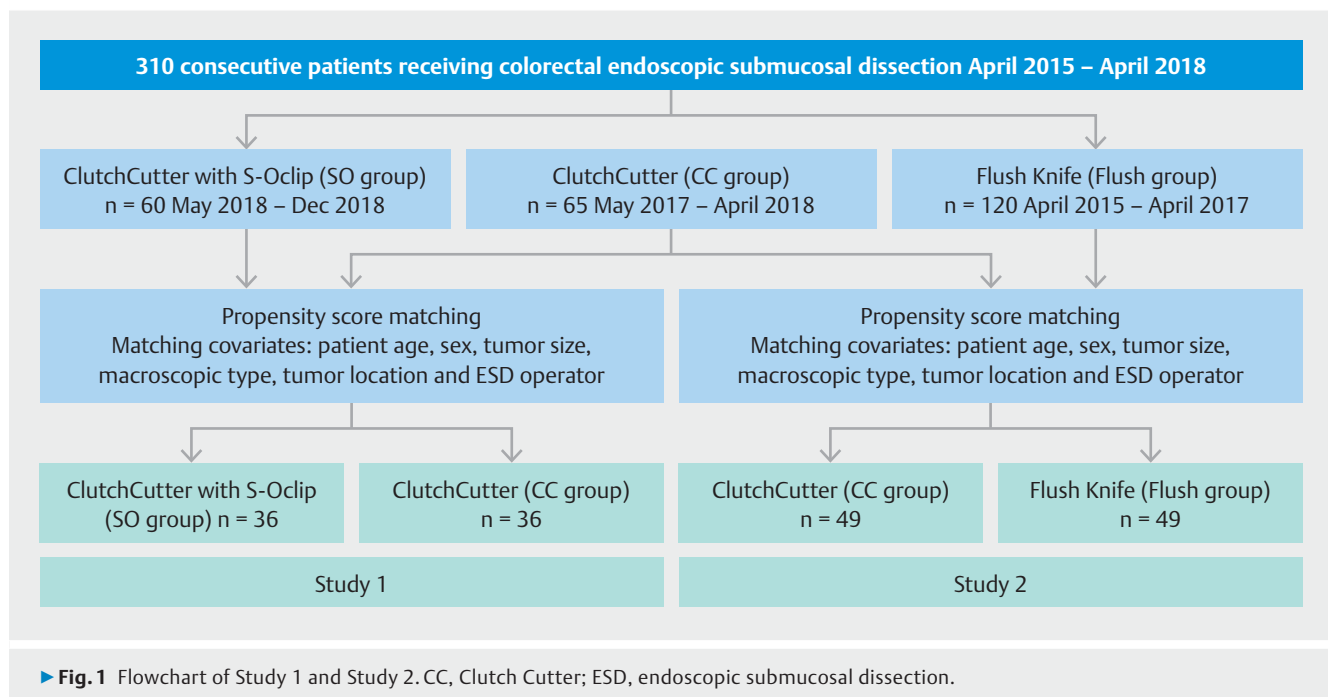 310 consecutive patients receiving colorectal endoscopic submucosal dissection April 2015 – April 2018
ClutchCutter with S-Oclip (SO group)
n = 60 May 2018 – Dec 2018
ClutchCutter (CC group)
n = 65 May 2017 – April 2018
Flush Knife (Flush group)
n = 120 April 2015 – April 2017
Propensity score matching
Matching covariates: patient age, sex, tumor size,
macroscopic type, tumor location and ESD operator
Propensity score matching
Matching covariates: patient age, sex, tumor size,
macroscopic type, tumor location and ESD operator
ClutchCutter with S-Oclip
(SO group) n = 36
ClutchCutter (CC group)
n = 36
ClutchCutter (CC group)
n = 49
Flush Knife (Flush group)
n = 49
Study 1
Study 2
▶ Fig. 1 Flowchart of Study 1 and Study 2. CC, Clutch Cutter; ESD, endoscopic submucosal dissection.